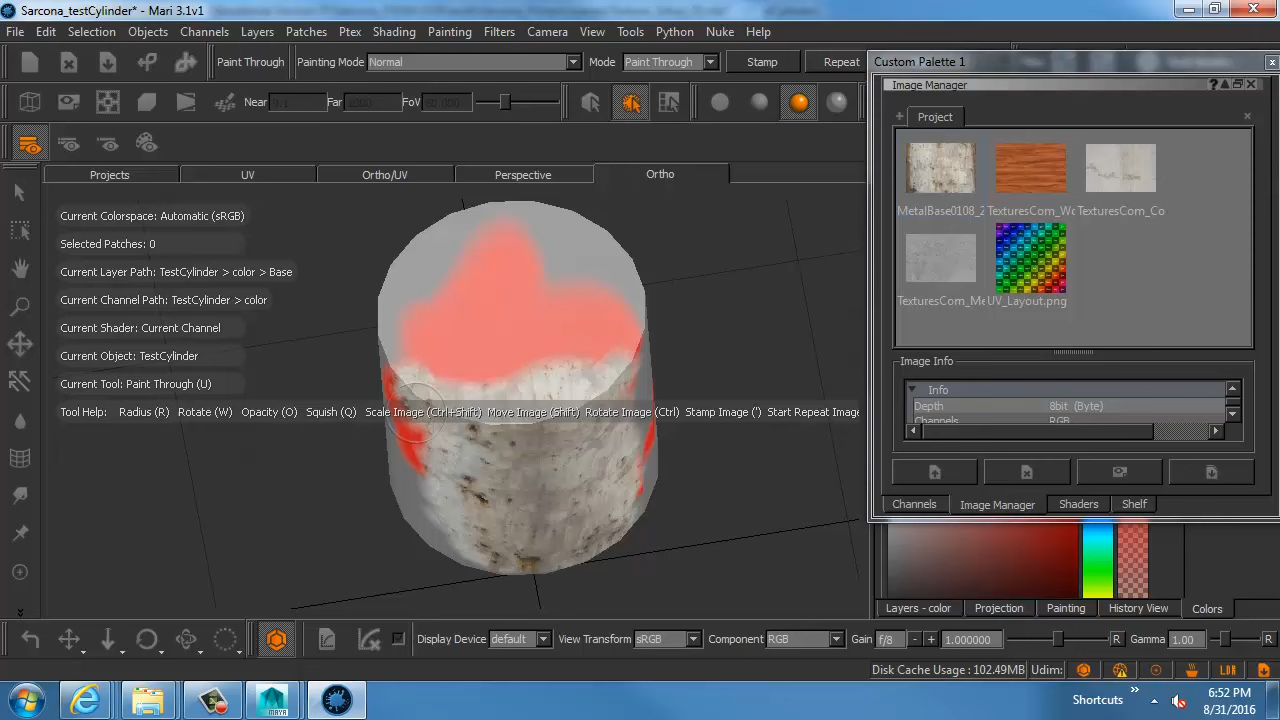 Sarcona_testCylinder* - Mari 3.1v1
File Edit Selection Objects Channels Layers Patches Ptex Shading Painting Filters Camera View Tools Python Nuke Help
Paint Through Painting Mode Normal Mode Paint Through Stamp Repeat
Custom Palette 1
Image Manager
Near 0.1 Far 1000 FoV
Project
Projects UV Ortho/UV Perspective Ortho
MetalBase0108_2 TexturesCom_Wo TexturesCom_Co
TexturesCom_Me UV_Layout.png
Current Colorspace: Automatic (sRGB)
Selected Patches: 0
Current Layer Path: TestCylinder > color > Base
Current Channel Path: TestCylinder > color
Current Shader: Current Channel
Current Object: TestCylinder
Current Tool: Paint Through (U)
Tool Help: Radius (R) Rotate (W) Opacity (O) Squish (Q) Scale Image (Ctrl+Shift) Move Image (Shift) Rotate Image (Ctrl) Stamp Image (') Start Repeat Image
Image Info
Info
Depth 8bit (Byte)
Channels RGB
Channels Image Manager Shaders Shelf
Layers - color Projection Painting History View Colors
Display Device default View Transform sRGB Component RGB Gain f/8 - + 1.000000 R Gamma 1.00 R
Disk Cache Usage : 102.49MB Udim: LDR
MAYA
Shortcuts
6:52 PM
8/31/2016